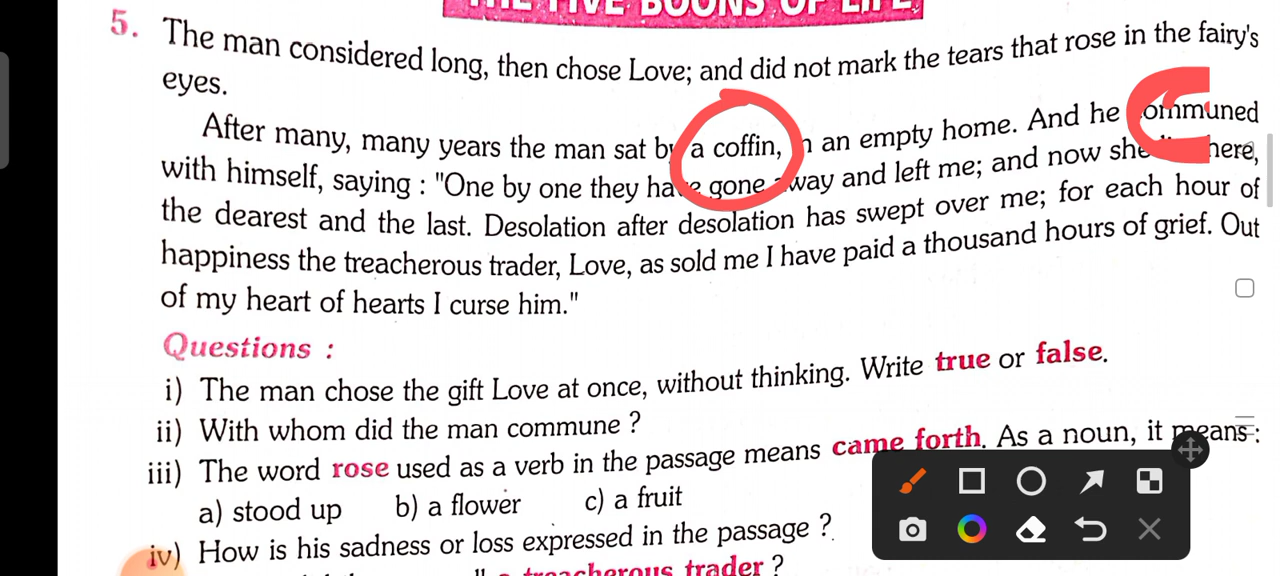 THE FIVE BOONS OF LIFE
5. The man considered long, then chose Love; and did not mark the tears that rose in the fairy's
eyes.
After many, many years the man sat by a coffin, in an empty home. And he communed
with himself, saying : "One by one they have gone away and left me; and now she here,
the dearest and the last. Desolation after desolation has swept over me; for each hour of
happiness the treacherous trader, Love, as sold me I have paid a thousand hours of grief. Out
of my heart of hearts I curse him."
Questions :
i) The man chose the gift Love at once, without thinking. Write true or false.
ii) With whom did the man commune ?
iii) The word rose used as a verb in the passage means came forth. As a noun, it means :
a) stood up b) a flower c) a fruit
iv) How is his sadness or loss expressed in the passage ?
a treacherous trader ?